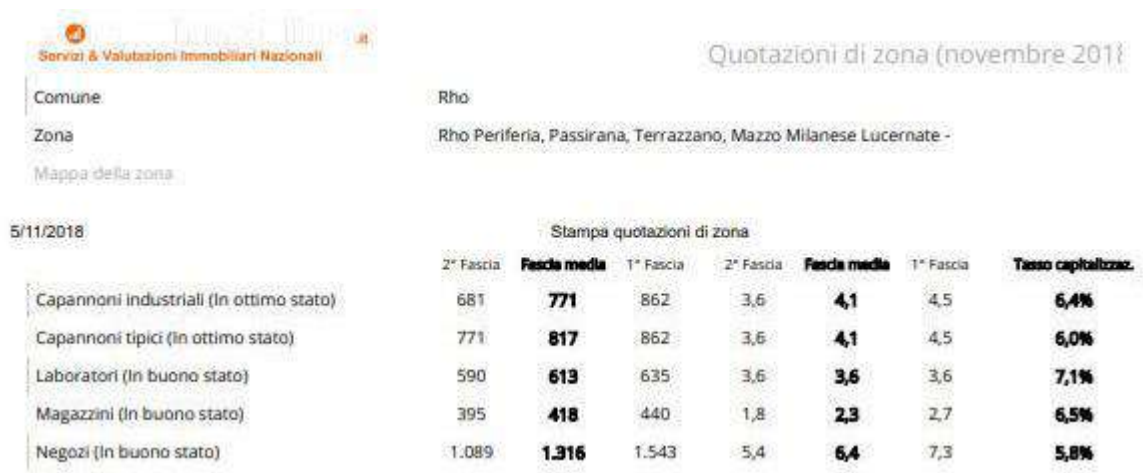 .it
Servizi & Valutazioni Immobiliari Nazionali
Quotazioni di zona (novembre 2018
Comune Rho
Zona Rho Periferia, Passirana, Terrazzano, Mazzo Milanese Lucernate -
Mappa della zona
5/11/2018 Stampa quotazioni di zona
2° Fascia Fascia media 1° Fascia 2° Fascia Fascia media 1° Fascia Tasso capitalizzaz.
Capannoni industriali (In ottimo stato) 681 771 862 3,6 4,1 4,5 6,4%
Capannoni tipici (In ottimo stato) 771 817 862 3,6 4,1 4,5 6,0%
Laboratori (In buono stato) 590 613 635 3,6 3,6 3,6 7,1%
Magazzini (In buono stato) 395 418 440 1,8 2,3 2,7 6,5%
Negozi (In buono stato) 1.089 1.316 1.543 5,4 6,4 7,3 5,8%